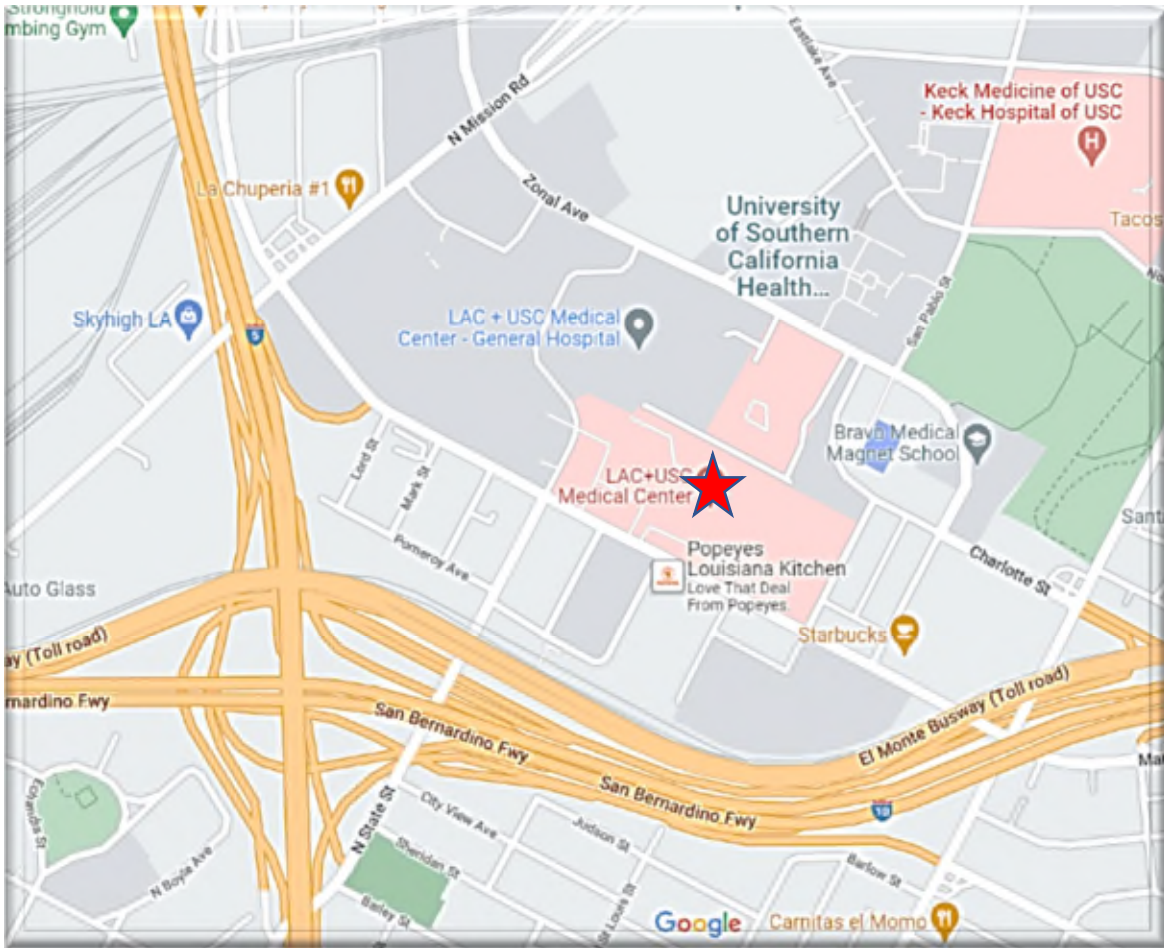 Stronghold
mbing Gym
Eastlake Ave
Keck Medicine of USC
- Keck Hospital of USC
H
N Mission Rd
La Chuperia #1
Zonal Ave
University
of Southern
California
Health...
Tacos
No
San Pablo St
Skyhigh LA
5
LAC + USC Medical
Center - General Hospital
Bravo Medical
Magnet School
Lord St
Mark St
LAC+USC
Medical Center
Santa
Pomeroy Ave
Popeyes
Louisiana Kitchen
Love That Deal
From Popeyes
Charlotte St
Auto Glass
Starbucks
ay (Toll road)
rnardino Fwy
San Bernardino Fwy
El Monte Busway (Toll road)
San Bernardino Fwy
10
Echandia St
N Boyle Ave
N State St
City View Ave
Judson St
Sheridan St
Barlow St
Bailey St
St Louis St
Google
Carnitas el Momo